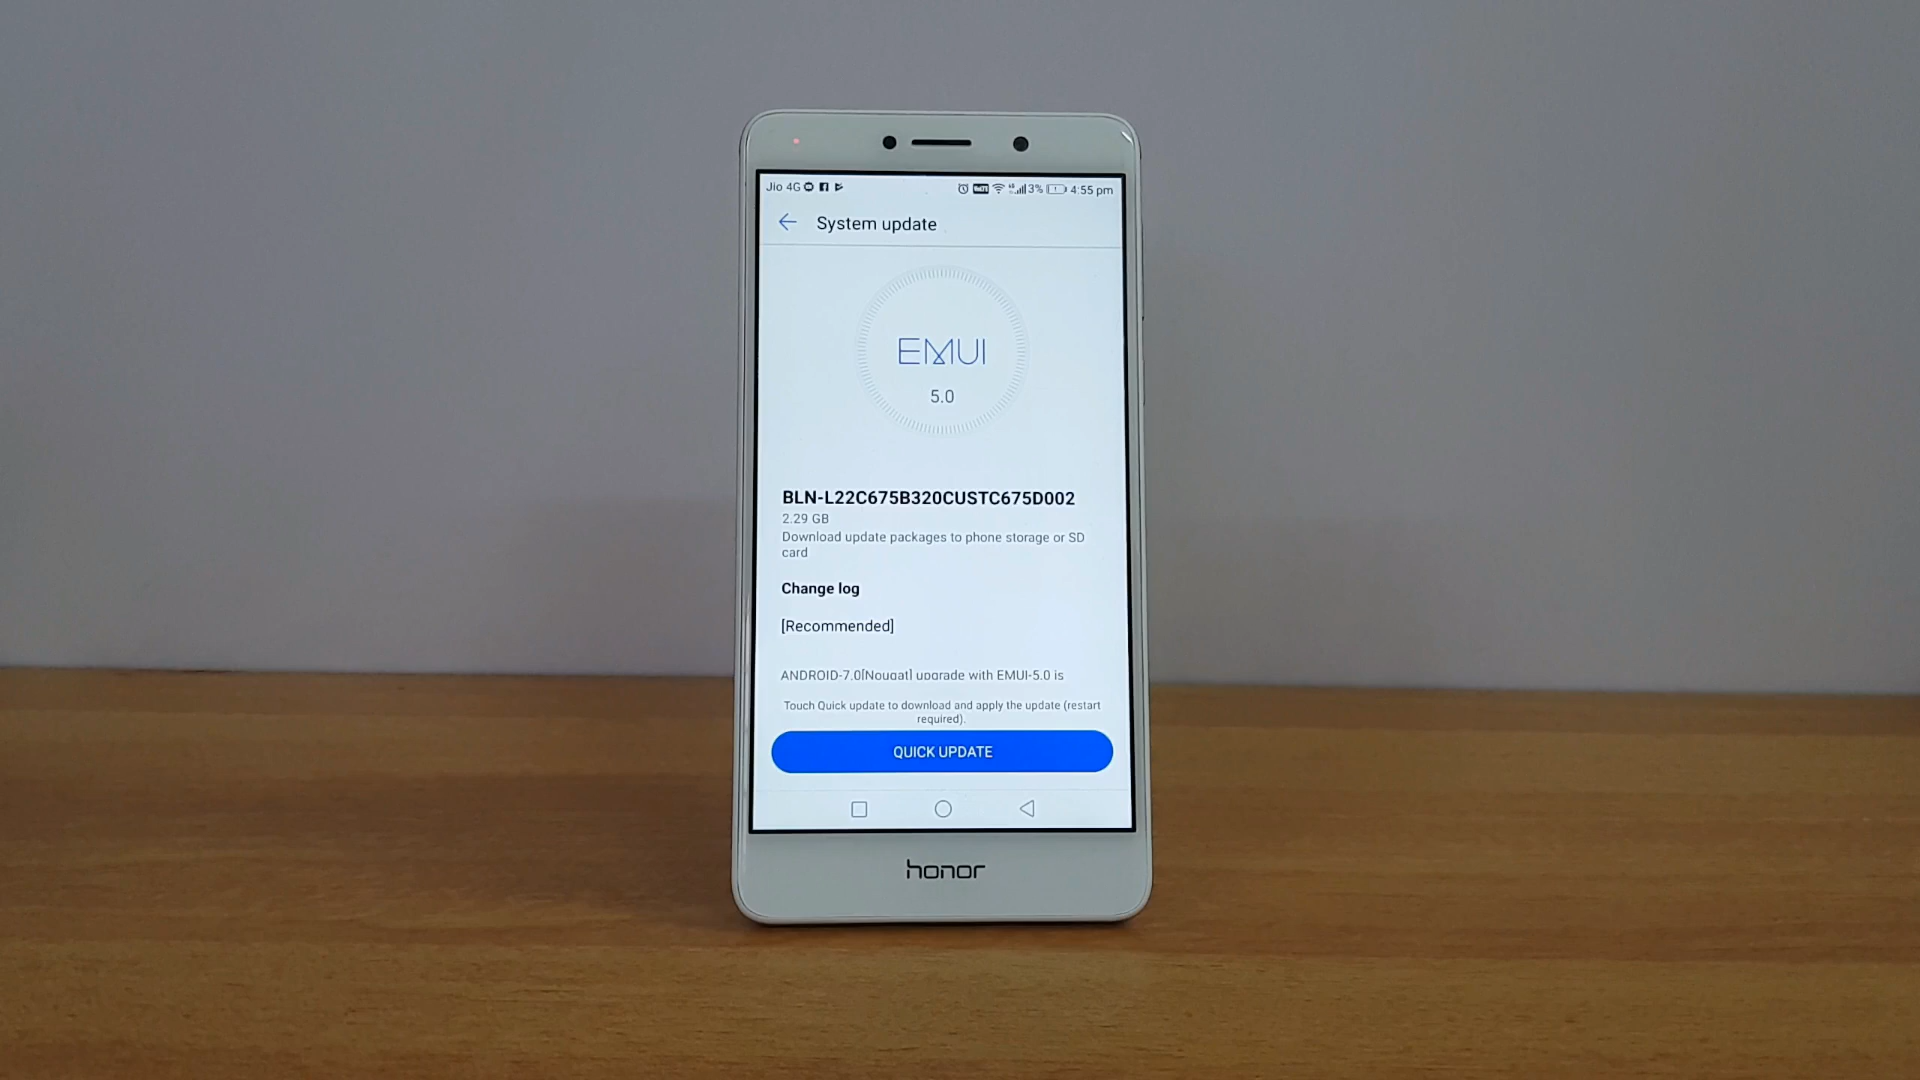 Jio 4G 3% 4:55 pm
System update
EMUI
5.0
BLN-L22C675B320CUSTC675D002
2.29 GB
Download update packages to phone storage or SD
card
Change log
[Recommended]
ANDROID-7.0[Nougat] upgrade with EMUI-5.0 is
Touch Quick update to download and apply the update (restart
required).
QUICK UPDATE
honor